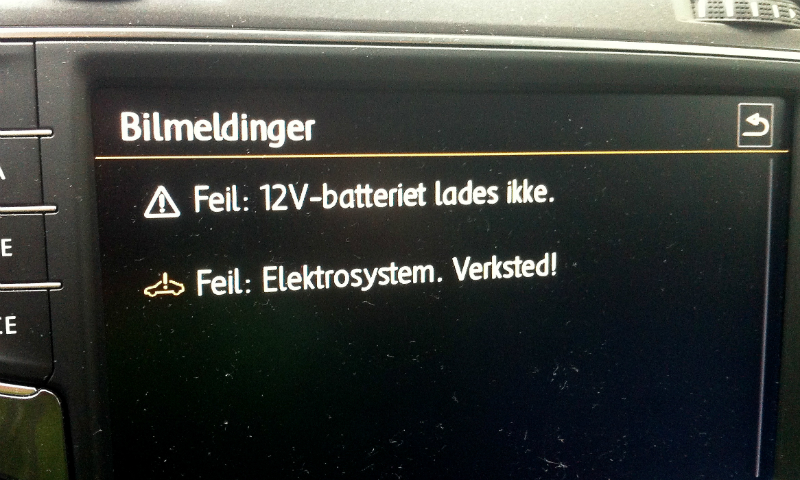 Bilmeldinger
Feil: 12V-batteriet lades ikke.
Feil: Elektrosystem. Verksted!